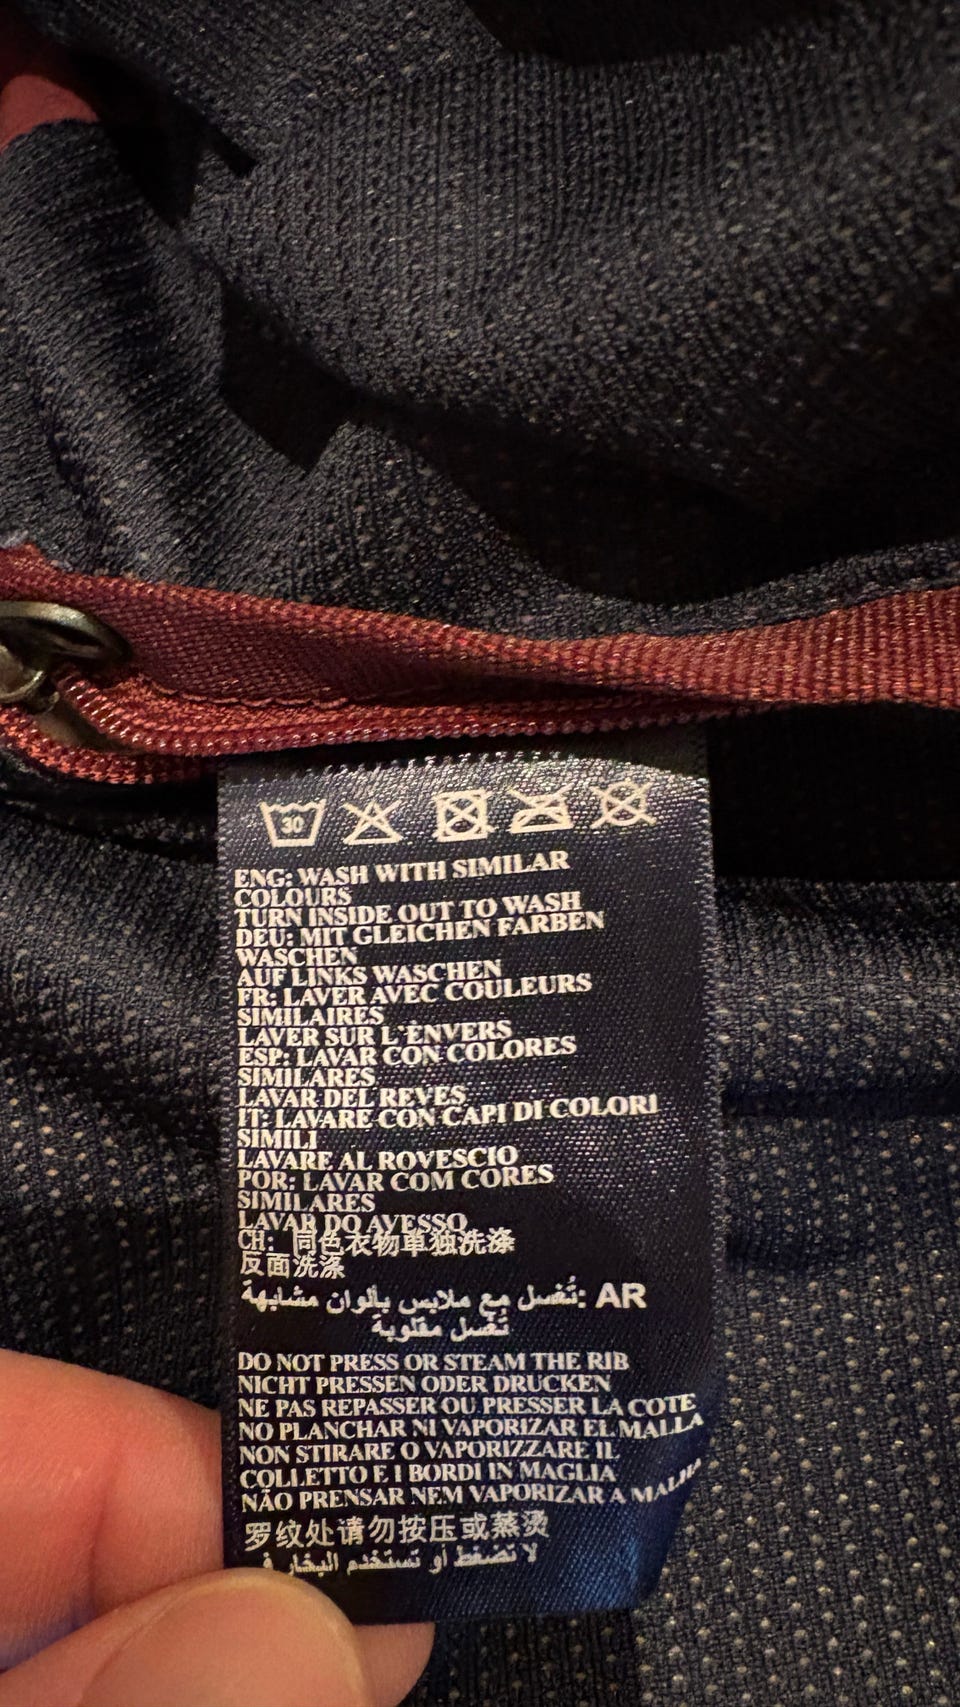 30
ENG: WASH WITH SIMILAR
COLOURS
TURN INSIDE OUT TO WASH
DEU: MIT GLEICHEN FARBEN
WASCHEN
AUF LINKS WASCHEN
FR: LAVER AVEC COULEURS
SIMILAIRES
LAVER SUR L`ÈNVERS
ESP: LAVAR CON COLORES
SIMILARES
LAVAR DEL REVES
IT: LAVARE CON CAPI DI COLORI
SIMILI
LAVARE AL ROVESCIO
POR: LAVAR COM CORES
SIMILARES
LAVAR DO AVESSO
CH: 同色衣物单独洗涤
反面洗涤
AR: تُغسل مع ملابس بألوان مشابهة
تغسل مقلوبة
DO NOT PRESS OR STEAM THE RIB
NICHT PRESSEN ODER DRUCKEN
NE PAS REPASSER OU PRESSER LA COTE
NO PLANCHAR NI VAPORIZAR EL MALLA
NON STIRARE O VAPORIZZARE IL
COLLETTO E I BORDI IN MAGLIA
NÃO PRENSAR NEM VAPORIZAR A MALHA
罗纹处请勿按压或蒸烫
لا تضغط أو تستخدم البخار في